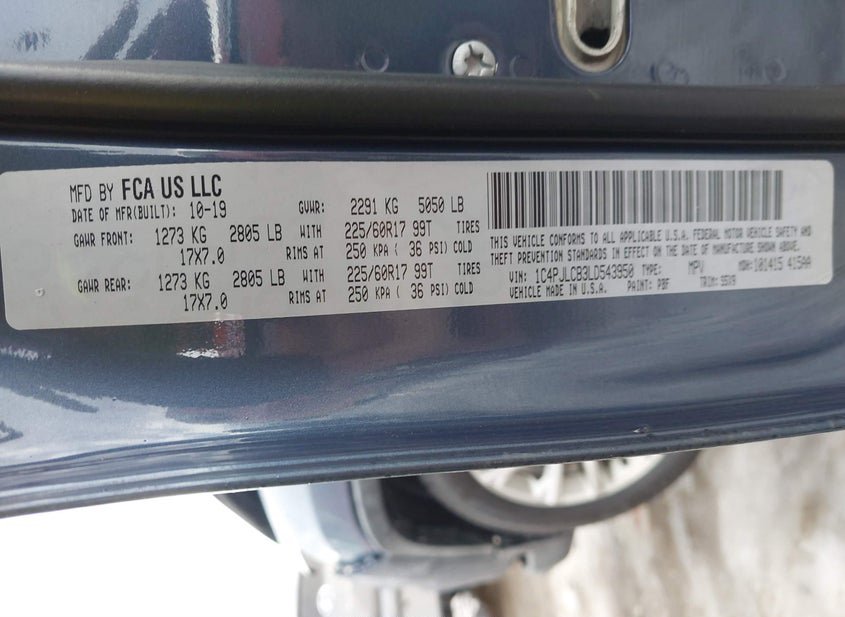 MFD BY FCA US LLC
DATE OF MFR(BUILT): 10-19 GVWR: 2291 KG 5050 LB
GAWR FRONT: 1273 KG 2805 LB WITH 225/60R17 99T TIRES
17X7.0 RIMS AT 250 KPA ( 36 PSI) COLD
GAWR REAR: 1273 KG 2805 LB WITH 225/60R17 99T TIRES
17X7.0 RIMS AT 250 KPA ( 36 PSI) COLD
THIS VEHICLE CONFORMS TO ALL APPLICABLE U.S.A. FEDERAL MOTOR VEHICLE SAFETY AND
THEFT PREVENTION STANDARDS IN EFFECT ON THE DATE OF MANUFACTURE SHOWN ABOVE.
VIN: 1C4PJLCB3LD543950 TYPE: MPV MDH: 101415 415AA
VEHICLE MADE IN U.S.A. PAINT: PBF TRIM: